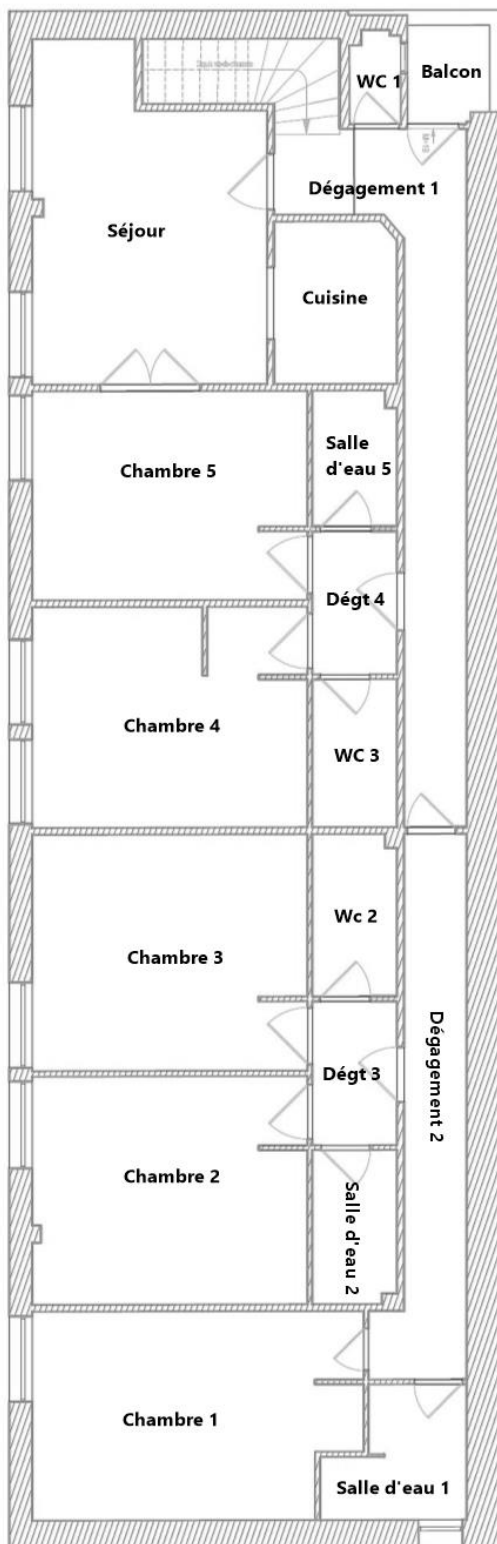 WC 1
Balcon
Dégagement 1
Séjour
Cuisine
Salle
d'eau 5
Chambre 5
Dégt 4
Chambre 4
WC 3
Wc 2
Chambre 3
Dégagement 2
Dégt 3
Chambre 2
Salle d'eau 2
Chambre 1
Salle d'eau 1